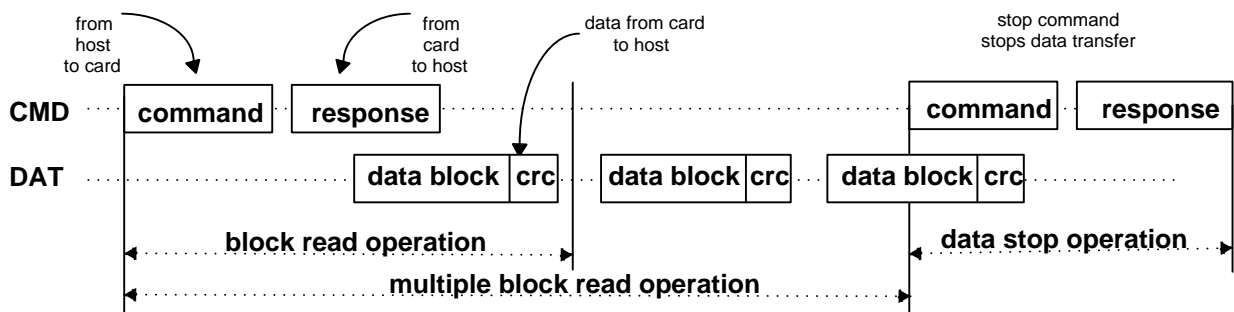 from
host
to card
from
card
to host
data from card
to host
stop command
stops data transfer
CMD
command
response
command
response
DAT
data block
crc
data block
crc
data block
crc
block read operation
data stop operation
multiple block read operation